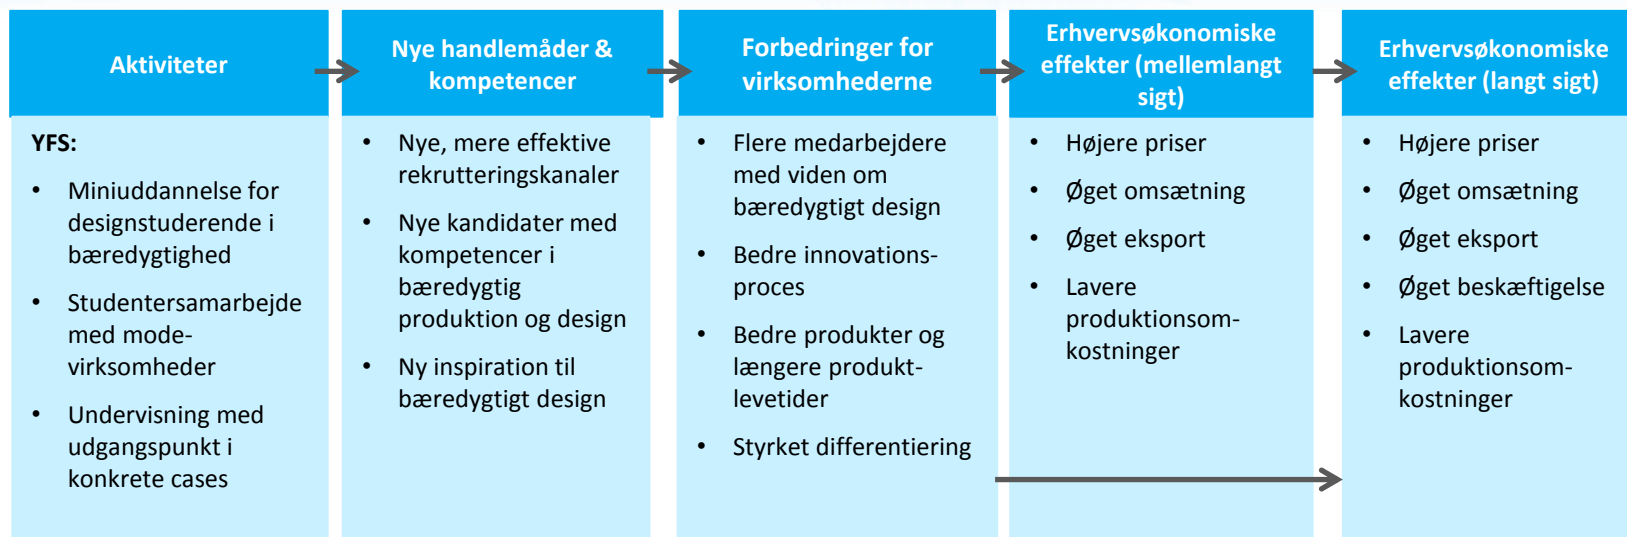 Aktiviteter
YFS:
• Miniuddannelse for
designstuderende i
bæredygtighed
• Studentersamarbejde
med mode-
virksomheder
• Undervisning med
udgangspunkt i
konkrete cases
Nye handlemåder &
kompetencer
• Nye, mere effektive
rekrutteringskanaler
• Nye kandidater med
kompetencer i
bæredygtig
produktion og design
• Ny inspiration til
bæredygtigt design
Forbedringer for
virksomhederne
• Flere medarbejdere
med viden om
bæredygtigt design
• Bedre innovations-
proces
• Bedre produkter og
længere produkt-
levetider
• Styrket differentiering
Erhvervsøkonomiske
effekter (mellemlangt
sigt)
• Højere priser
• Øget omsætning
• Øget eksport
• Lavere
produktionsom-
kostninger
Erhvervsøkonomiske
effekter (langt sigt)
• Højere priser
• Øget omsætning
• Øget eksport
• Øget beskæftigelse
• Lavere
produktionsom-
kostninger